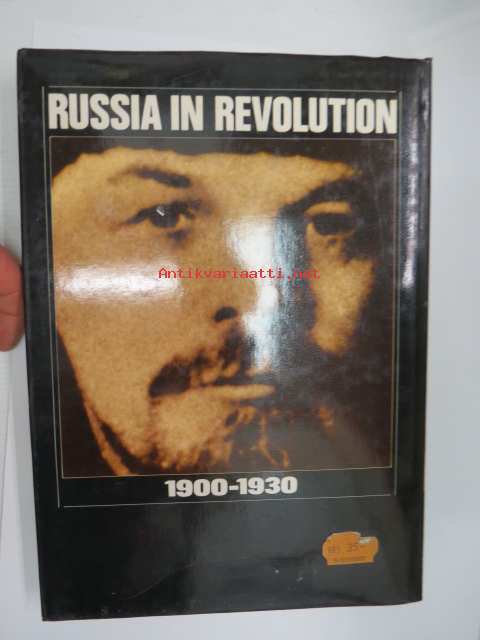 RUSSIA IN REVOLUTION
Antikvariaatti.net
1900-1930